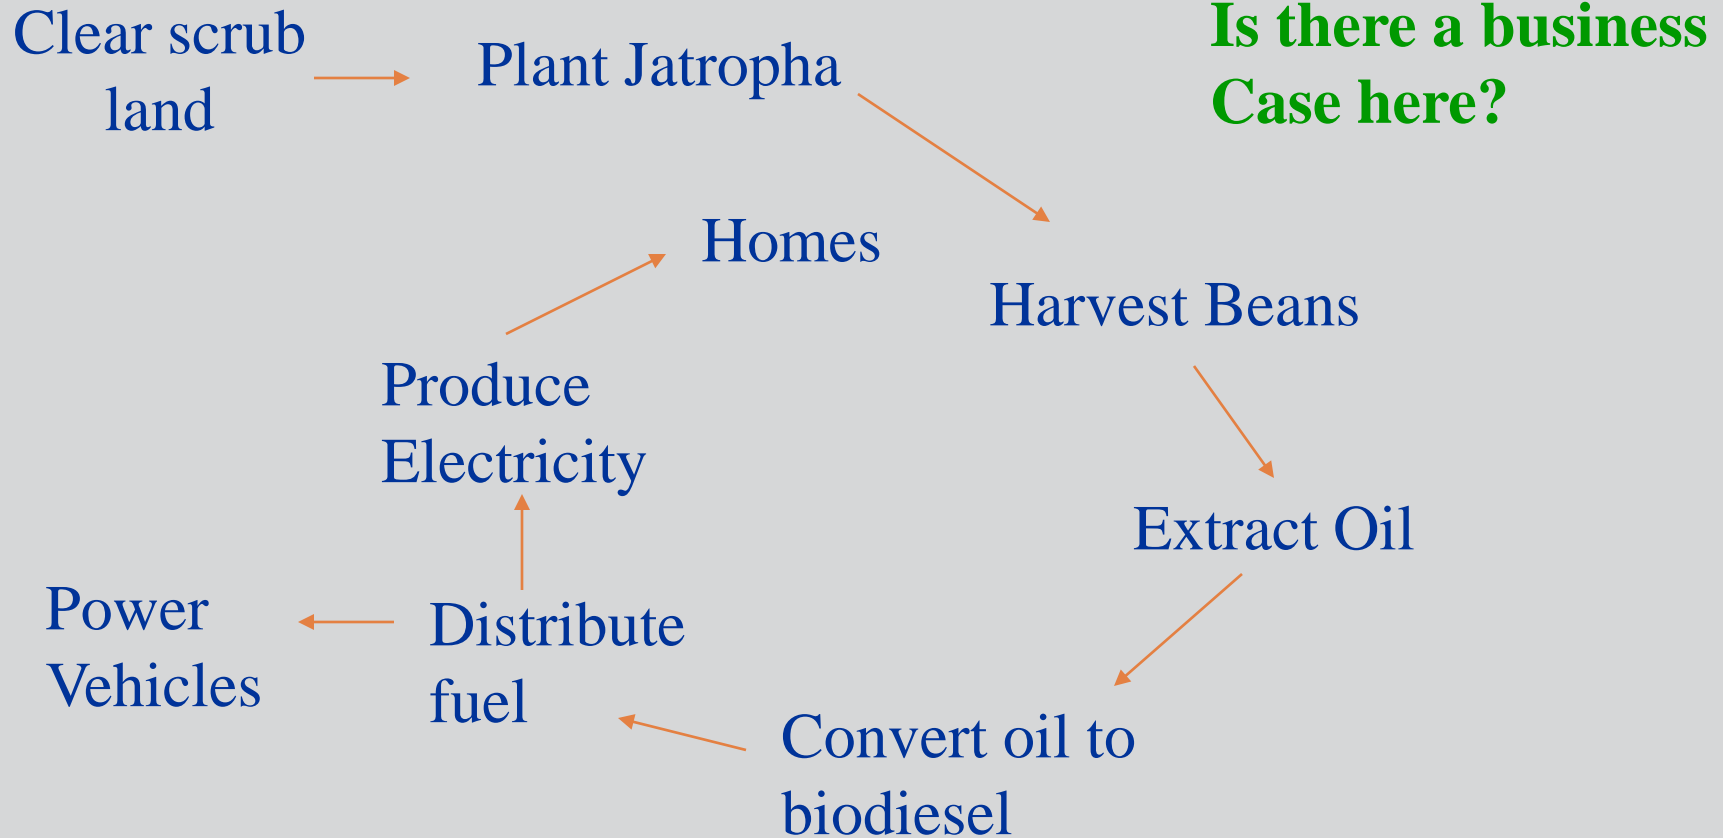 Clear scrub
land
Plant Jatropha
Is there a business
Case here?
Homes
Harvest Beans
Produce
Electricity
Extract Oil
Power
Vehicles
Distribute
fuel
Convert oil to
biodiesel